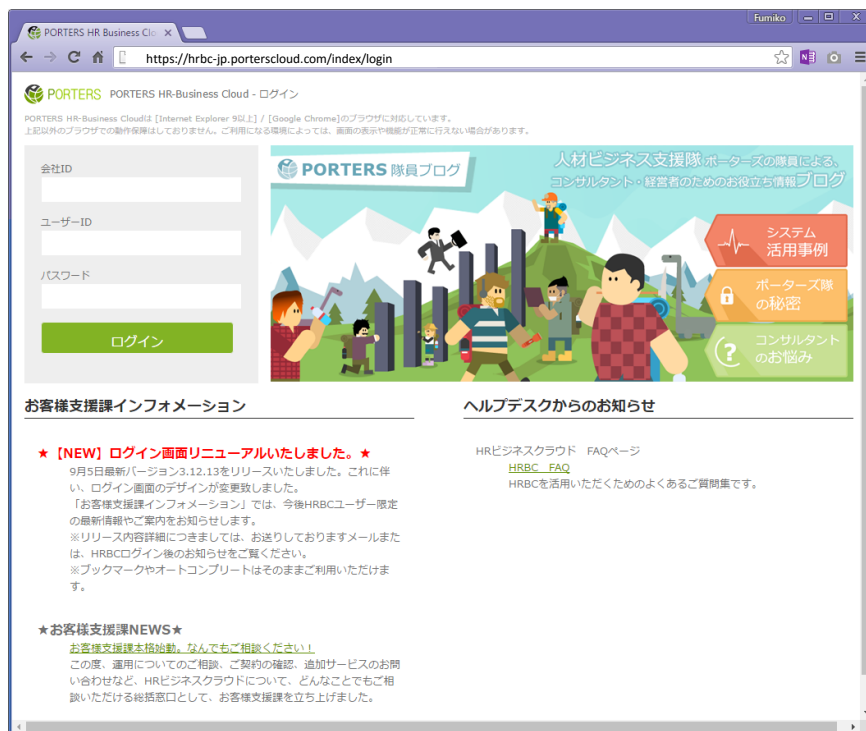 Fumiko
PORTERS HR Business Clo
https://hrbc-jp.porterscloud.com/index/login
PORTERS PORTERS HR-Business Cloud - ログイン
PORTERS HR-Business Cloudは [Internet Explorer 9以上] / [Google Chrome]のブラウザに対応しています。
上記以外のブラウザでの動作保障はしておりません。ご利用になる環境によっては、画面の表示や機能が正常に行えない場合があります。
会社ID
ユーザーID
パスワード
ログイン
PORTERS 隊員ブログ
人材ビジネス支援隊 ポーターズの隊員による、
コンサルタント・経営者のためのお役立ち情報ブログ
システム
活用事例
ポーターズ隊
の秘密
コンサルタント
のお悩み
お客様支援課インフォメーション
★【NEW】ログイン画面リニューアルいたしました。★
9月5日最新バージョン3.12.13をリリースいたしました。これに伴
い、ログイン画面のデザインが変更致しました。
「お客様支援課インフォメーション」では、今後HRBCユーザー限定
の最新情報やご案内をお知らせします。
※リリース内容詳細につきましては、お送りしておりますメールまた
は、HRBCログイン後のお知らせをご覧ください。
※ブックマークやオートコンプリートはそのままご利用いただけま
す。
★お客様支援課NEWS★
お客様支援課本格始動。なんでもご相談ください！
この度、運用についてのご相談、ご契約の確認、追加サービスのお問
い合わせなど、HRビジネスクラウドについて、どんなことでもご相
談いただける総括窓口として、お客様支援課を立ち上げました。
ヘルプデスクからのお知らせ
HRビジネスクラウド　FAQページ
HRBC　FAQ
HRBCを活用いただくためのよくあるご質問集です。